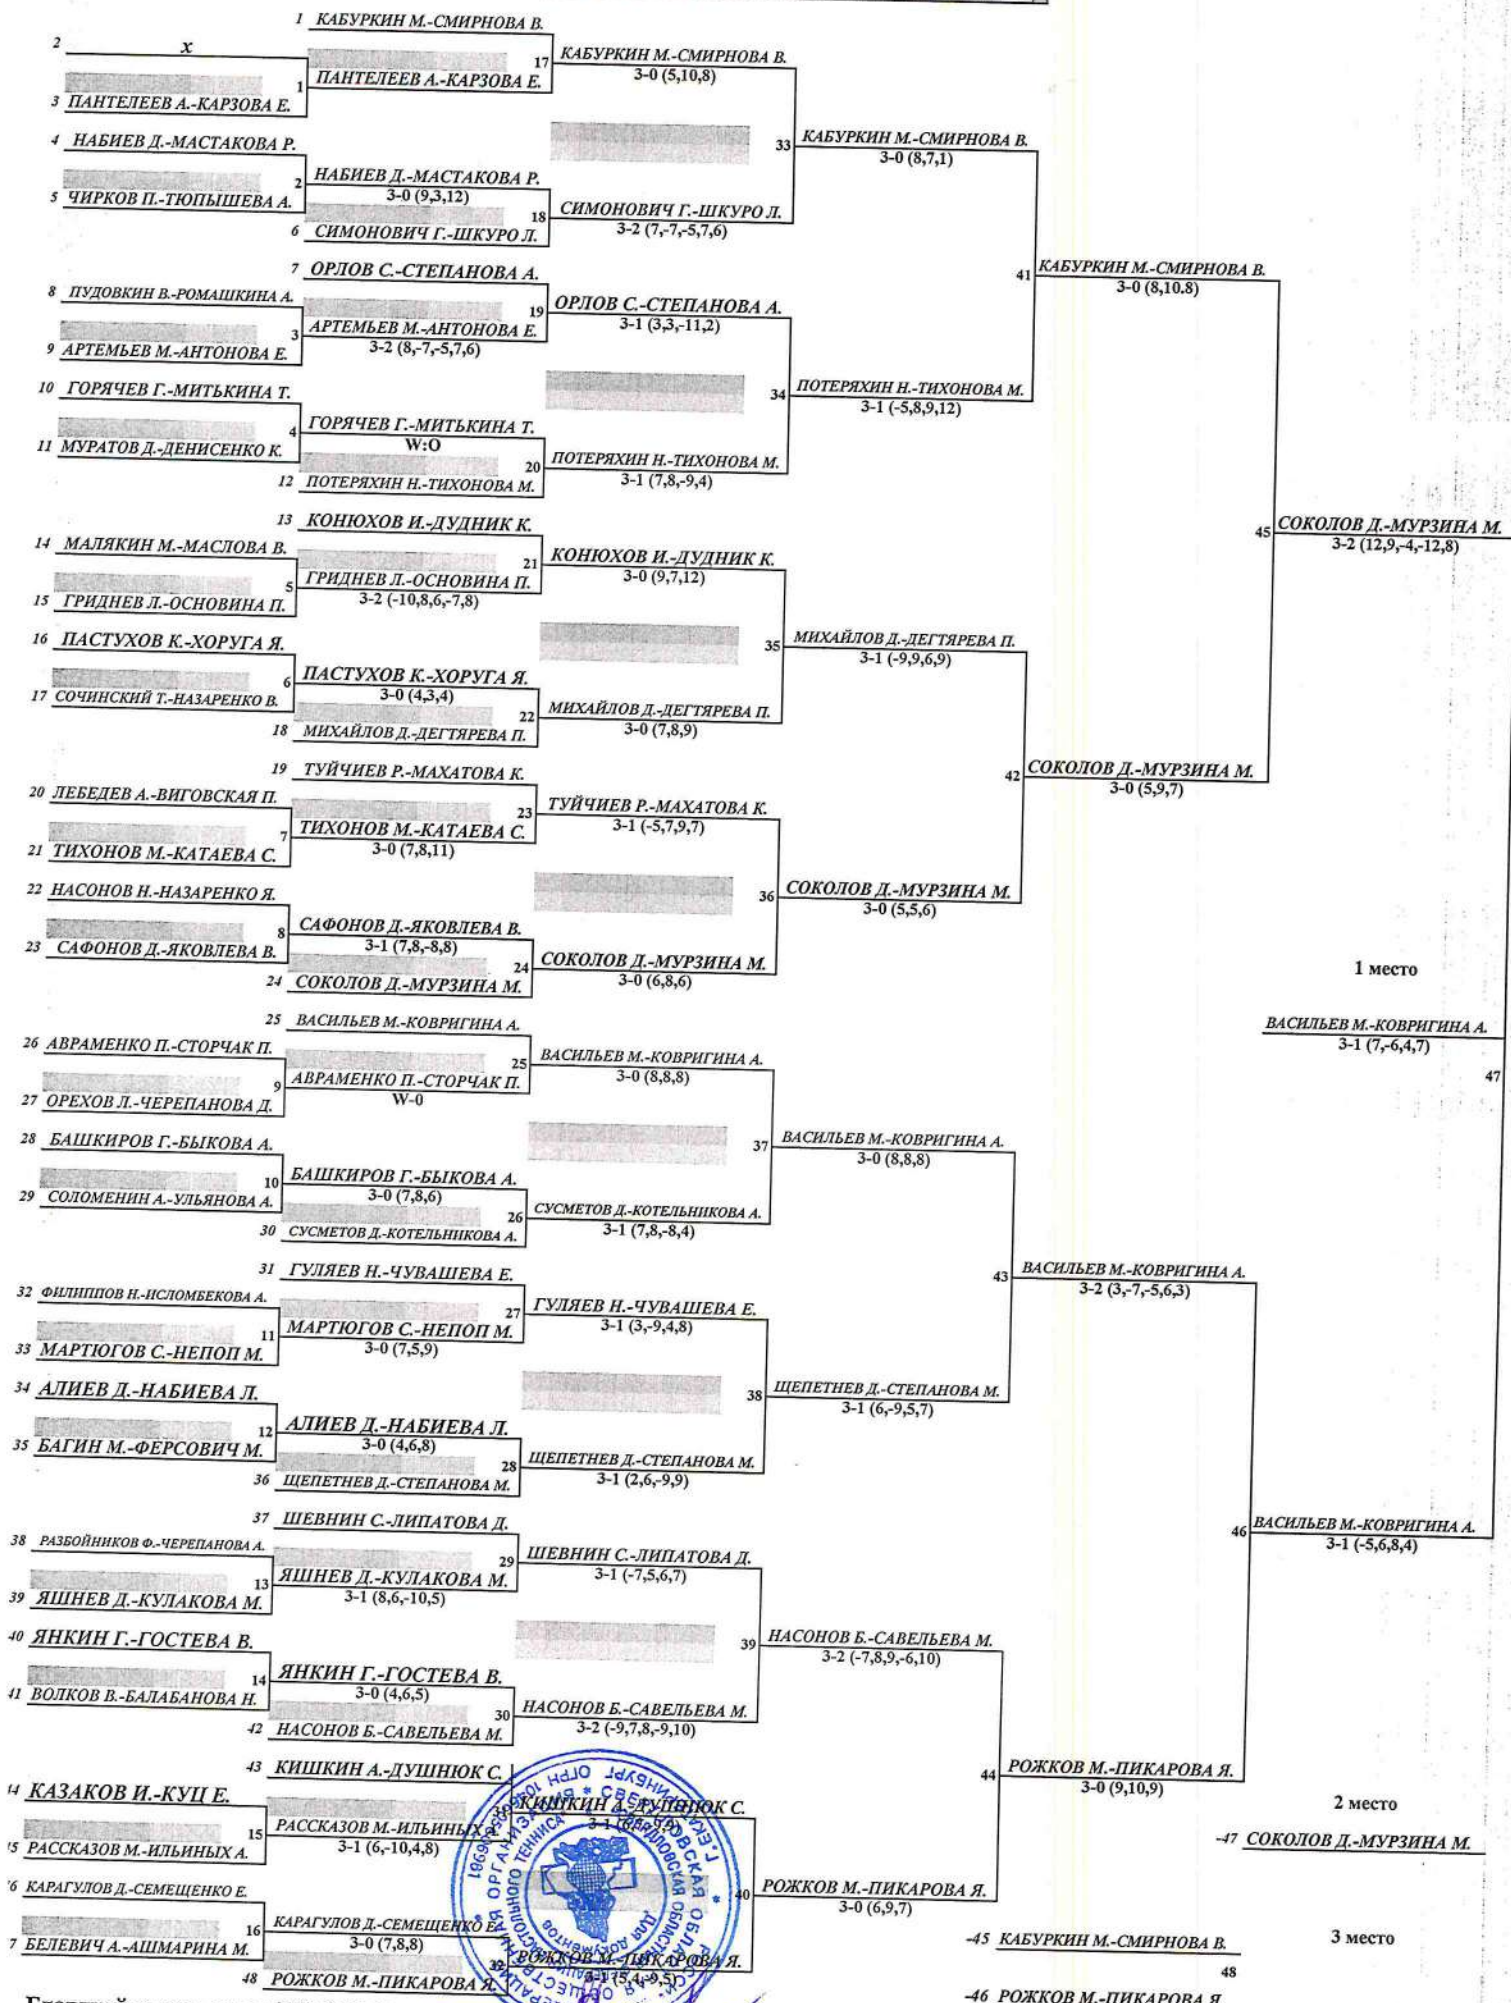 1 КАБУРКИН М.-СМИРНОВА В.
2 x
17 КАБУРКИН М.-СМИРНОВА В.
3-0 (5,10,8)
1 ПАНТЕЛЕЕВ А.-КАРЗОВА Е.
3 ПАНТЕЛЕЕВ А.-КАРЗОВА Е.
33 КАБУРКИН М.-СМИРНОВА В.
3-0 (8,7,1)
4 НАБИЕВ Д.-МАСТАКОВА Р.
2 НАБИЕВ Д.-МАСТАКОВА Р.
3-0 (9,3,12)
5 ЧИРКОВ П.-ТЮПЫШЕВА А.
18 СИМОНОВИЧ Г.-ШКУРО Л.
3-2 (7,-7,-5,7,6)
6 СИМОНОВИЧ Г.-ШКУРО Л.
41 КАБУРКИН М.-СМИРНОВА В.
3-0 (8,10.8)
7 ОРЛОВ С.-СТЕПАНОВА А.
8 ПУДОВКИН В.-РОМАШКИНА А.
19 ОРЛОВ С.-СТЕПАНОВА А.
3-1 (3,3,-11,2)
3 АРТЕМЬЕВ М.-АНТОНОВА Е.
3-2 (8,-7,-5,7,6)
9 АРТЕМЬЕВ М.-АНТОНОВА Е.
34 ПОТЕРЯХИН Н.-ТИХОНОВА М.
3-1 (-5,8,9,12)
10 ГОРЯЧЕВ Г.-МИТЬКИНА Т.
4 ГОРЯЧЕВ Г.-МИТЬКИНА Т.
W:O
11 МУРАТОВ Д.-ДЕНИСЕНКО К.
20 ПОТЕРЯХИН Н.-ТИХОНОВА М.
3-1 (7,8,-9,4)
12 ПОТЕРЯХИН Н.-ТИХОНОВА М.
45 СОКОЛОВ Д.-МУРЗИНА М.
3-2 (12,9,-4,-12,8)
13 КОНЮХОВ И.-ДУДНИК К.
14 МАЛЯКИН М.-МАСЛОВА В.
21 КОНЮХОВ И.-ДУДНИК К.
3-0 (9,7,12)
5 ГРИДНЕВ Л.-ОСНОВИНА П.
3-2 (-10,8,6,-7,8)
15 ГРИДНЕВ Л.-ОСНОВИНА П.
35 МИХАЙЛОВ Д.-ДЕГТЯРЕВА П.
3-1 (-9,9,6,9)
16 ПАСТУХОВ К.-ХОРУГА Я.
6 ПАСТУХОВ К.-ХОРУГА Я.
3-0 (4,3,4)
17 СОЧИНСКИЙ Т.-НАЗАРЕНКО В.
22 МИХАЙЛОВ Д.-ДЕГТЯРЕВА П.
3-0 (7,8,9)
18 МИХАЙЛОВ Д.-ДЕГТЯРЕВА П.
42 СОКОЛОВ Д.-МУРЗИНА М.
3-0 (5,9,7)
19 ТУЙЧИЕВ Р.-МАХАТОВА К.
20 ЛЕБЕДЕВ А.-ВИГОВСКАЯ П.
23 ТУЙЧИЕВ Р.-МАХАТОВА К.
3-1 (-5,7,9,7)
7 ТИХОНОВ М.-КАТАЕВА С.
3-0 (7,8,11)
21 ТИХОНОВ М.-КАТАЕВА С.
36 СОКОЛОВ Д.-МУРЗИНА М.
3-0 (5,5,6)
22 НАСОНОВ Н.-НАЗАРЕНКО Я.
8 САФОНОВ Д.-ЯКОВЛЕВА В.
3-1 (7,8,-8,8)
23 САФОНОВ Д.-ЯКОВЛЕВА В.
24 СОКОЛОВ Д.-МУРЗИНА М.
3-0 (6,8,6)
24 СОКОЛОВ Д.-МУРЗИНА М.
1 место
ВАСИЛЬЕВ М.-КОВРИГИНА А.
3-1 (7,-6,4,7)
47
25 ВАСИЛЬЕВ М.-КОВРИГИНА А.
26 АВРАМЕНКО П.-СТОРЧАК П.
25 ВАСИЛЬЕВ М.-КОВРИГИНА А.
3-0 (8,8,8)
9 АВРАМЕНКО П.-СТОРЧАК П.
W-0
27 ОРЕХОВ Л.-ЧЕРЕПАНОВА Д.
37 ВАСИЛЬЕВ М.-КОВРИГИНА А.
3-0 (8,8,8)
28 БАШКИРОВ Г.-БЫКОВА А.
10 БАШКИРОВ Г.-БЫКОВА А.
3-0 (7,8,6)
29 СОЛОМЕНИН А.-УЛЬЯНОВА А.
26 СУСМЕТОВ Д.-КОТЕЛЬНИКОВА А.
3-1 (7,8,-8,4)
30 СУСМЕТОВ Д.-КОТЕЛЬНИКОВА А.
43 ВАСИЛЬЕВ М.-КОВРИГИНА А.
3-2 (3,-7,-5,6,3)
31 ГУЛЯЕВ Н.-ЧУВАШЕВА Е.
32 ФИЛИППОВ Н.-ИСЛОМБЕКОВА А.
27 ГУЛЯЕВ Н.-ЧУВАШЕВА Е.
3-1 (3,-9,4,8)
11 МАРТЮГОВ С.-НЕПОП М.
3-0 (7,5,9)
33 МАРТЮГОВ С.-НЕПОП М.
38 ЩЕПЕТНЕВ Д.-СТЕПАНОВА М.
3-1 (6,-9,5,7)
34 АЛИЕВ Д.-НАБИЕВА Л.
12 АЛИЕВ Д.-НАБИЕВА Л.
3-0 (4,6,8)
35 БАГИН М.-ФЕРСОВИЧ М.
28 ЩЕПЕТНЕВ Д.-СТЕПАНОВА М.
3-1 (2,6,-9,9)
36 ЩЕПЕТНЕВ Д.-СТЕПАНОВА М.
46 ВАСИЛЬЕВ М.-КОВРИГИНА А.
3-1 (-5,6,8,4)
37 ШЕВНИН С.-ЛИПАТОВА Д.
38 РАЗБОЙНИКОВ Ф.-ЧЕРЕПАНОВА А.
29 ШЕВНИН С.-ЛИПАТОВА Д.
3-1 (-7,5,6,7)
13 ЯШНЕВ Д.-КУЛАКОВА М.
3-1 (8,6,-10,5)
39 ЯШНЕВ Д.-КУЛАКОВА М.
39 НАСОНОВ Б.-САВЕЛЬЕВА М.
3-2 (-7,8,9,-6,10)
40 ЯНКИН Г.-ГОСТЕВА В.
14 ЯНКИН Г.-ГОСТЕВА В.
3-0 (4,6,5)
41 ВОЛКОВ В.-БАЛАБАНОВА Н.
30 НАСОНОВ Б.-САВЕЛЬЕВА М.
3-2 (-9,7,8,-9,10)
42 НАСОНОВ Б.-САВЕЛЬЕВА М.
44 РОЖКОВ М.-ПИКАРОВА Я.
3-0 (9,10,9)
43 КИШКИН А.-ДУШНЮК С.
КАЗАКОВ И.-КУЦ Е.
КИШКИН А.-ДУШНЮК С.
15 РАССКАЗОВ М.-ИЛЬИНЫХ
3-1 (6,-10,4,8)
РАССКАЗОВ М.-ИЛЬИНЫХ А.
2 место
-47 СОКОЛОВ Д.-МУРЗИНА М.
40 РОЖКОВ М.-ПИКАРОВА Я.
3-0 (6,9,7)
КАРАГУЛОВ Д.-СЕМЕЩЕНКО Е.
16 КАРАГУЛОВ Д.-СЕМЕЩЕНКО Е
3-0 (7,8,8)
БЕЛЕВИЧ А.-АШМАРИНА М.
РОЖКОВ М.-ПИКАРОВА Я.
3-1 (5,4,-9,5)
48 РОЖКОВ М.-ПИКАРОВА Я.
3 место
-45 КАБУРКИН М.-СМИРНОВА В.
48
-46 РОЖКОВ М.-ПИКАРОВА Я